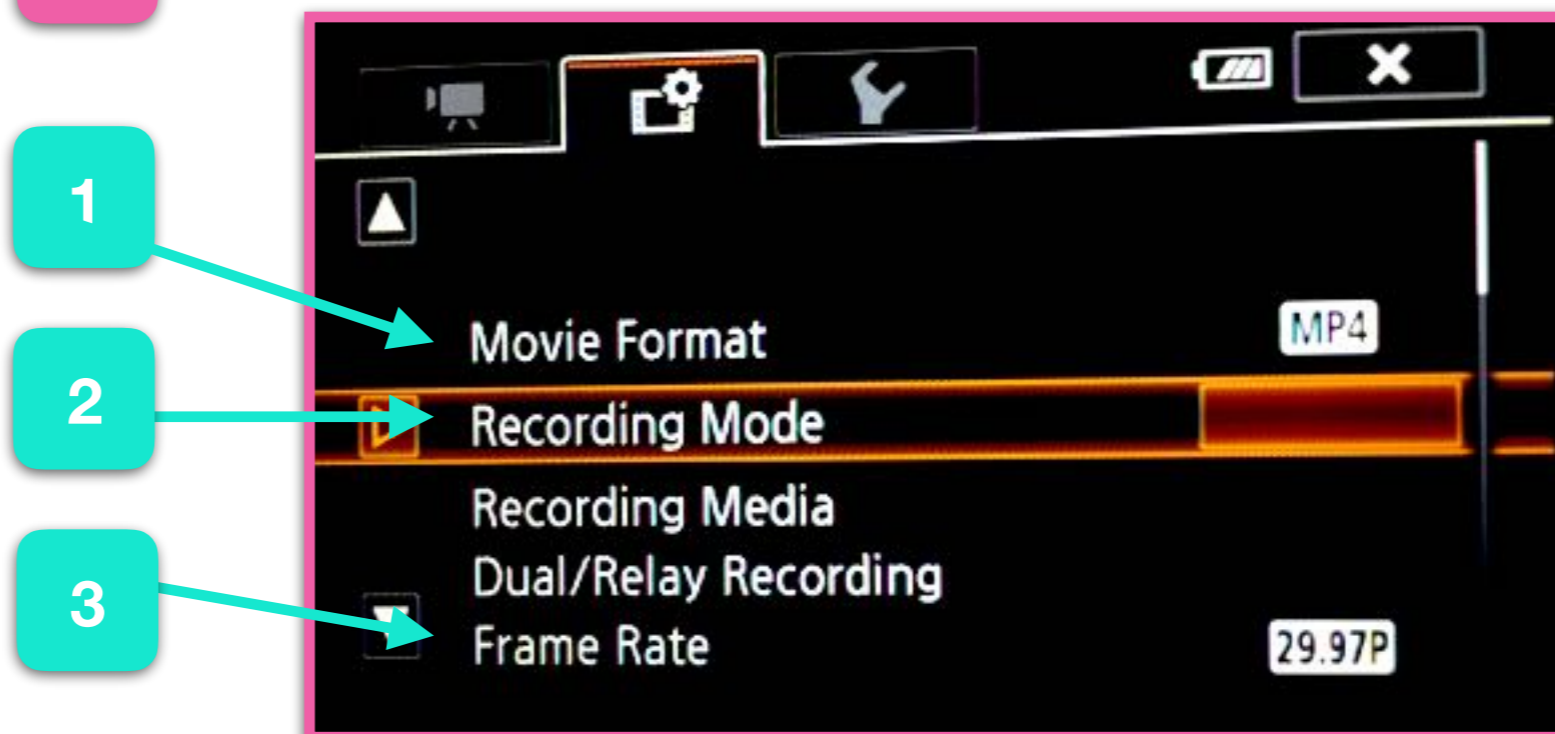 1
Movie Format MP4
2
Recording Mode
Recording Media
Dual/Relay Recording
3
Frame Rate 29.97P